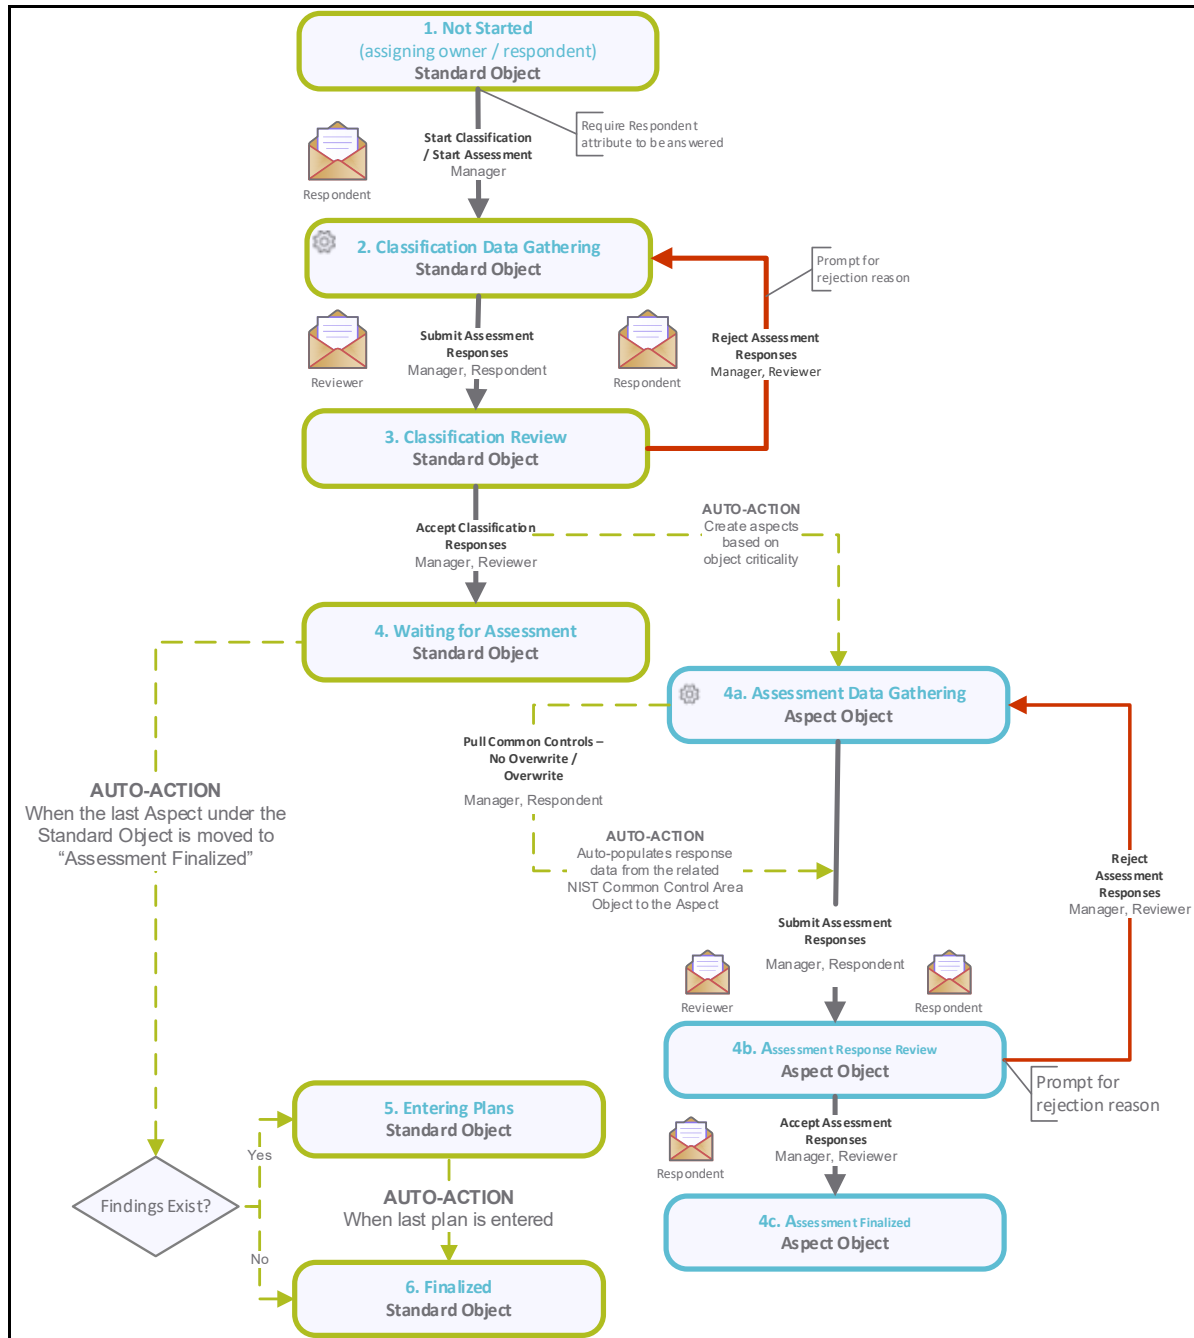 1. Not Started
(assigning owner / respondent)
Standard Object
Require Respondent
attribute to be answered
Start Classification
/ Start Assessment
Manager
Respondent
2. Classification Data Gathering
Standard Object
Prompt for
rejection reason
Submit Assessment
Responses
Manager, Respondent
Reviewer
Respondent
Reject Assessment
Responses
Manager, Reviewer
3. Classification Review
Standard Object
Accept Classification
Responses
Manager, Reviewer
AUTO-ACTION
Create aspects
based on
object criticality
4. Waiting for Assessment
Standard Object
4a. Assessment Data Gathering
Aspect Object
Pull Common Controls –
No Overwrite /
Overwrite
Manager, Respondent
AUTO-ACTION
When the last Aspect under the
Standard Object is moved to
“Assessment Finalized”
AUTO-ACTION
Auto-populates response
data from the related
NIST Common Control Area
Object to the Aspect
Reject
Assessment
Responses
Manager, Reviewer
Submit Assessment
Responses
Manager, Respondent
Reviewer
Respondent
4b. Assessment Response Review
Aspect Object
Prompt for
rejection reason
5. Entering Plans
Standard Object
Accept Assessment
Responses
Manager, Reviewer
Respondent
Yes
Findings Exist?
No
AUTO-ACTION
When last plan is entered
4c. Assessment Finalized
Aspect Object
6. Finalized
Standard Object